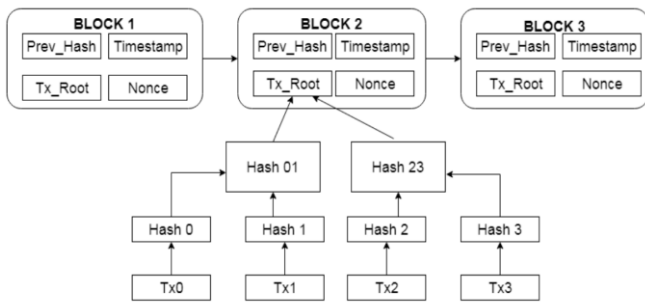 BLOCK 1 BLOCK 2 BLOCK 3
Prev_Hash Timestamp Prev_Hash Timestamp Prev_Hash Timestamp
Tx_Root Nonce Tx_Root Nonce Tx_Root Nonce
Hash 01 Hash 23
Hash 0 Hash 1 Hash 2 Hash 3
Tx0 Tx1 Tx2 Tx3